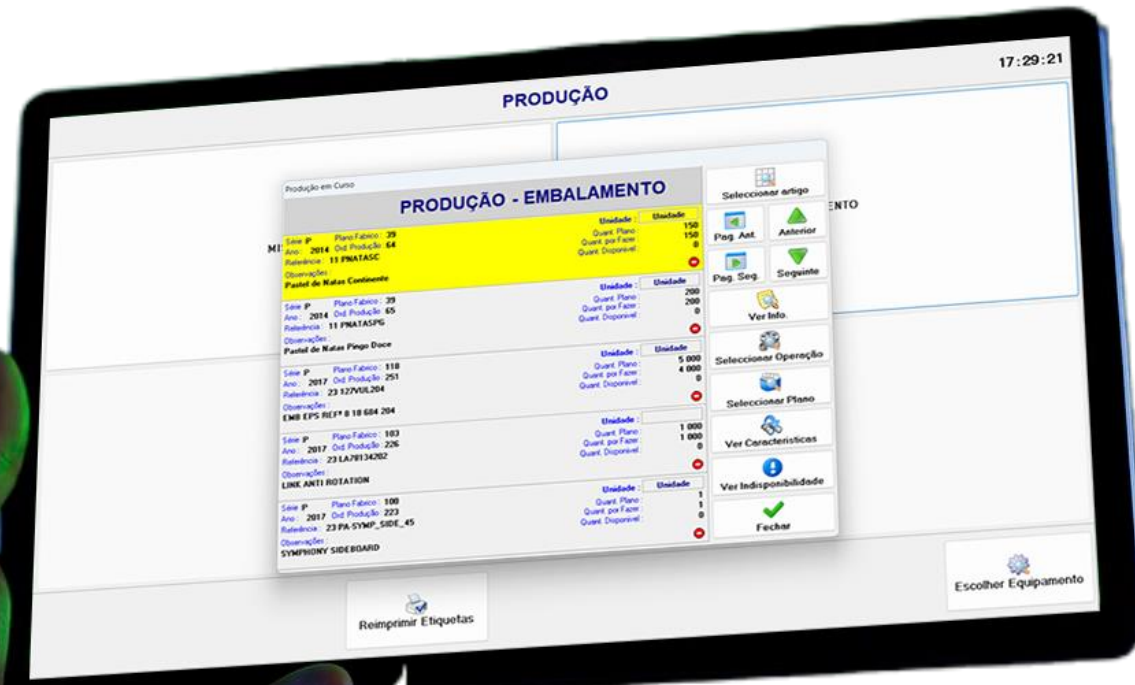 17:29:21
PRODUÇÃO
MI
ENTO
Produção em Curso
PRODUÇÃO - EMBALAMENTO
Série P Plano Fabrico : 39 Unidade : Unidade
Ano : 2014 Ord. Produção 64 Quant. Plano : 150
Referência : 11 PNATASC Quant. por Fazer : 150
Observações : Quant. Disponivel : 0
Pastel de Natas Continente
Série P Plano Fabrico : 39 Unidade : Unidade
Ano : 2014 Ord. Produção 65 Quant. Plano : 200
Referência : 11 PNATASPG Quant. por Fazer : 200
Observações : Quant. Disponivel : 0
Pastel de Natas Pingo Doce
Série P Plano Fabrico : 118 Unidade : Unidade
Ano : 2017 Ord. Produção 251 Quant. Plano : 5 000
Referência : 23 127VUL204 Quant. por Fazer : 4 000
Observações : Quant. Disponivel : 0
EMB EPS REFª 8 18 684 204
Série P Plano Fabrico : 103 Unidade :
Ano : 2017 Ord. Produção 226 Quant. Plano : 1 000
Referência : 23 LA78134202 Quant. por Fazer : 1 000
Observações : Quant. Disponivel : 0
LINK ANTI ROTATION
Série P Plano Fabrico : 100 Unidade : Unidade
Ano : 2017 Ord. Produção 223 Quant. Plano : 1
Referência : 23 PA-SYMP_SIDE_45 Quant. por Fazer : 1
Observações : Quant. Disponivel : 0
SYMPHONY SIDEBOARD
Seleccionar artigo
Pag. Ant. Anterior
Pag. Seg. Seguinte
Ver Info.
Seleccionar Operação
Seleccionar Plano
Ver Caracteristicas
Ver Indisponibilidade
Fechar
Reimprimir Etiquetas
Escolher Equipamento